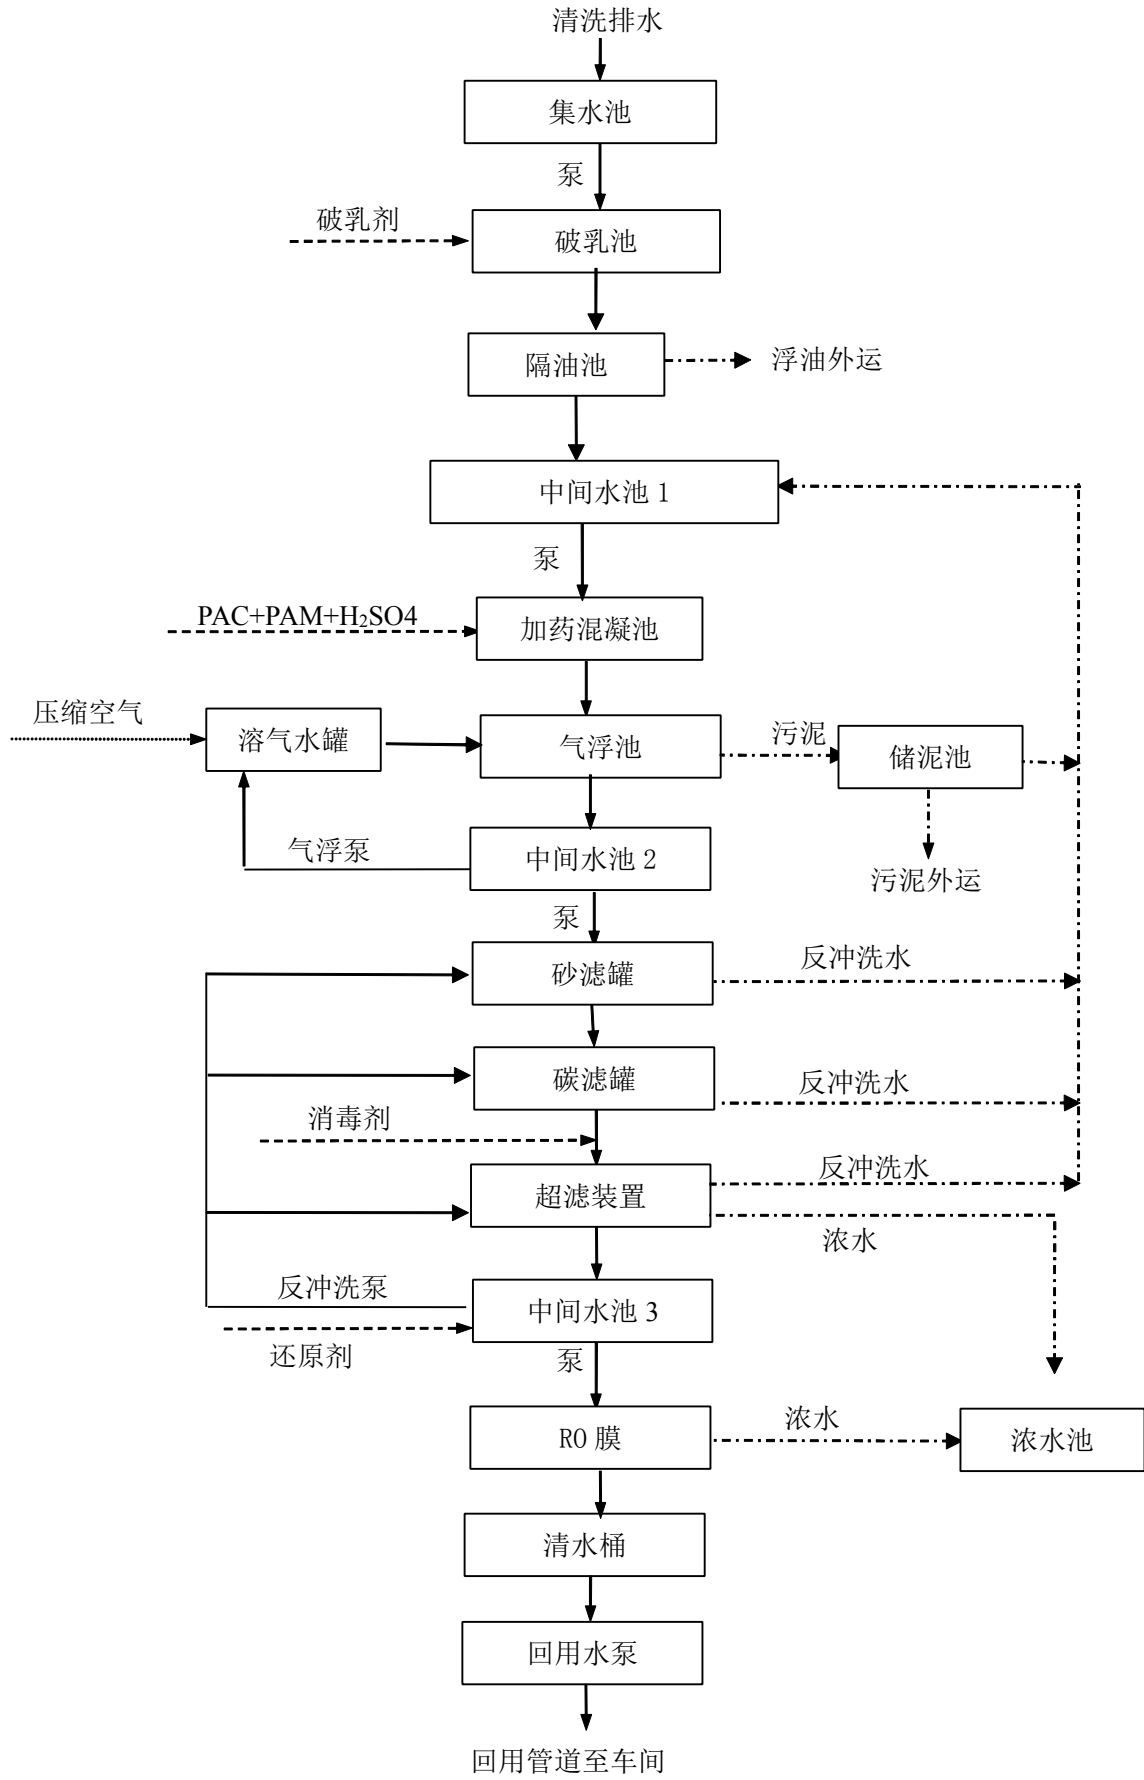 清洗排水
集水池
泵
破乳剂
破乳池
隔油池
浮油外运
中间水池 1
泵
PAC+PAM+H₂SO4
加药混凝池
压缩空气
溶气水罐
气浮池
污泥
储泥池
气浮泵
中间水池 2
污泥外运
泵
砂滤罐
反冲洗水
碳滤罐
反冲洗水
消毒剂
超滤装置
反冲洗水
浓水
反冲洗泵
中间水池 3
还原剂
泵
RO 膜
浓水
浓水池
清水桶
回用水泵
回用管道至车间